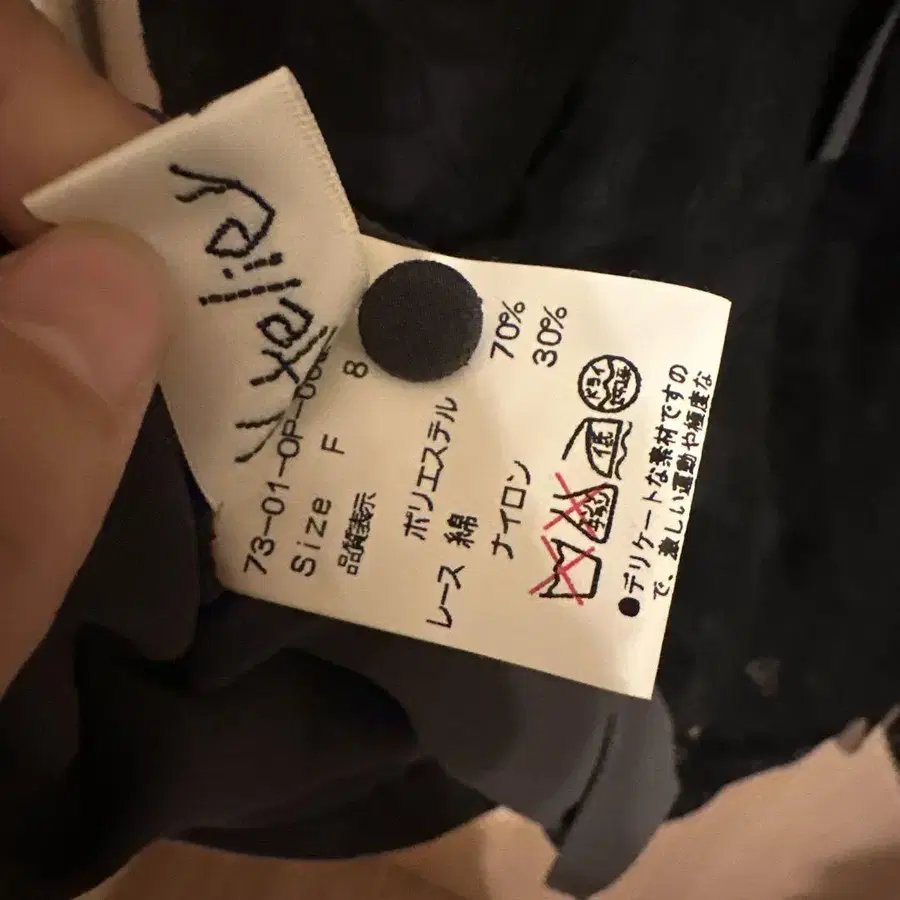 73-01-OP-00
Size F 8
品質表示
ポリエステル
レース 綿 70%
ナイロン 30%
ドライ
低
●デリケートな素材ですの
で、激しい運動や極度な